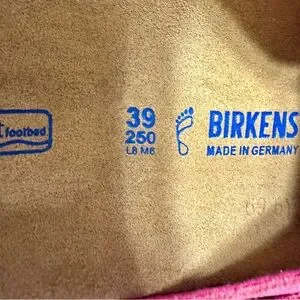 t footbed
39
250
L8 M6
BIRKENS
MADE IN GERMANY